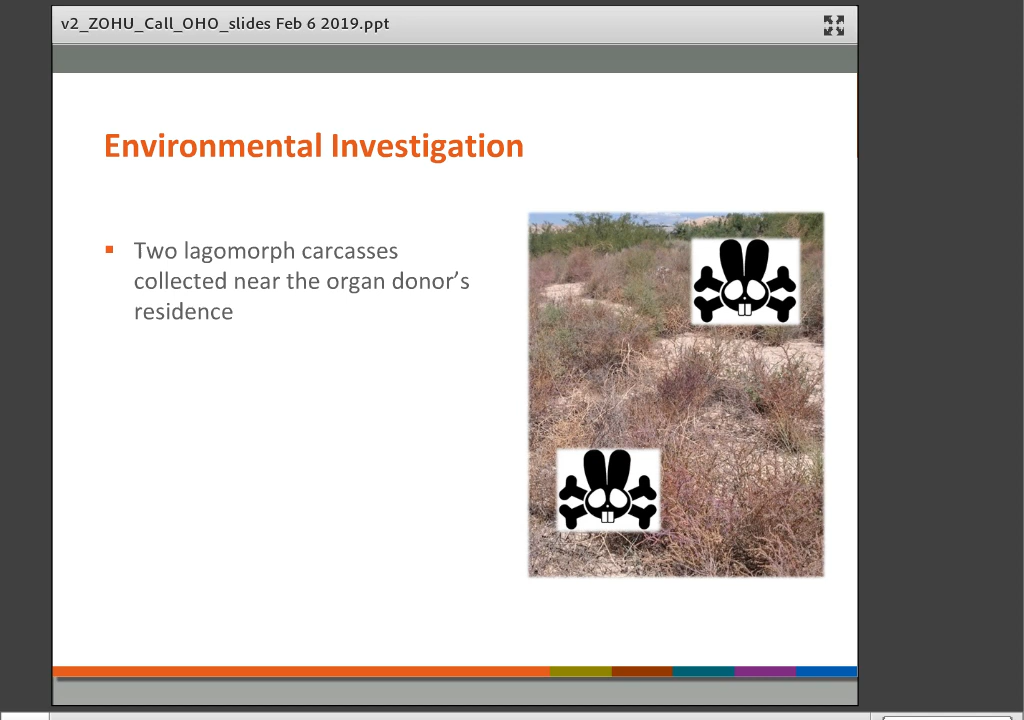 v2_ZOHU_Call_OHO_slides Feb 6 2019.ppt
Environmental Investigation
Two lagomorph carcasses
collected near the organ donor’s
residence